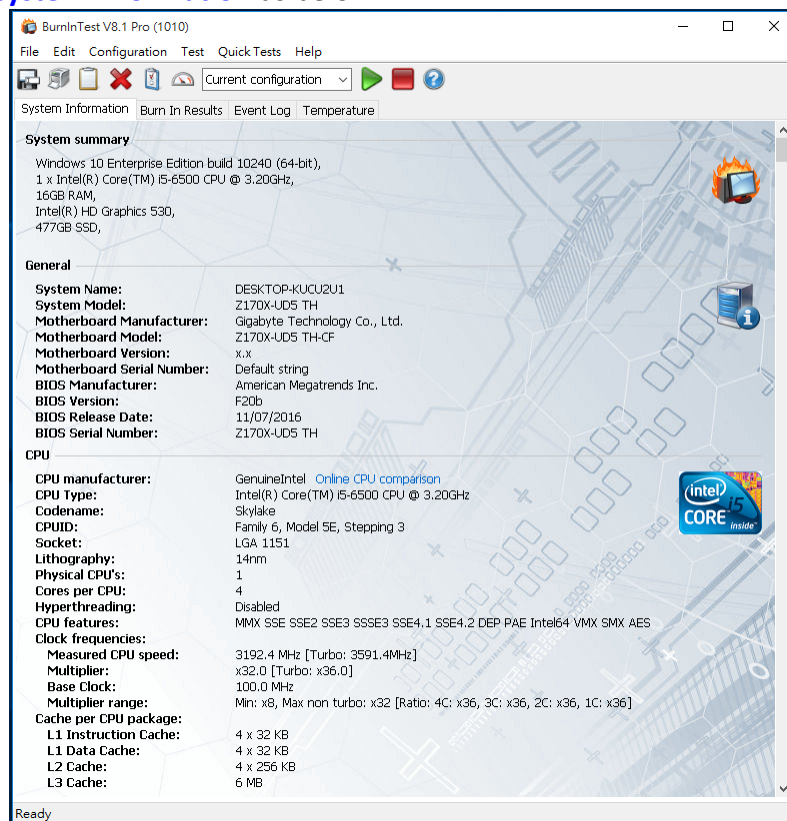 BurnInTest V8.1 Pro (1010)
File Edit Configuration Test Quick Tests Help
Current configuration
System Information Burn In Results Event Log Temperature
System summary
Windows 10 Enterprise Edition build 10240 (64-bit),
1 x Intel(R) Core(TM) i5-6500 CPU @ 3.20GHz,
16GB RAM,
Intel(R) HD Graphics 530,
477GB SSD,
General
System Name: DESKTOP-KUCU2U1
System Model: Z170X-UD5 TH
Motherboard Manufacturer: Gigabyte Technology Co., Ltd.
Motherboard Model: Z170X-UD5 TH-CF
Motherboard Version: x.x
Motherboard Serial Number: Default string
BIOS Manufacturer: American Megatrends Inc.
BIOS Version: F20b
BIOS Release Date: 11/07/2016
BIOS Serial Number: Z170X-UD5 TH
CPU
CPU manufacturer: GenuineIntel Online CPU comparison
CPU Type: Intel(R) Core(TM) i5-6500 CPU @ 3.20GHz
(intel) i5
CORE inside
Codename: Skylake
CPUID: Family 6, Model 5E, Stepping 3
Socket: LGA 1151
Lithography: 14nm
Physical CPU's: 1
Cores per CPU: 4
Hyperthreading: Disabled
CPU features: MMX SSE SSE2 SSE3 SSSE3 SSE4.1 SSE4.2 DEP PAE Intel64 VMX SMX AES
Clock frequencies:
Measured CPU speed: 3192.4 MHz [Turbo: 3591.4MHz]
Multiplier: x32.0 [Turbo: x36.0]
Base Clock: 100.0 MHz
Multiplier range: Min: x8, Max non turbo: x32 [Ratio: 4C: x36, 3C: x36, 2C: x36, 1C: x36]
Cache per CPU package:
L1 Instruction Cache: 4 x 32 KB
L1 Data Cache: 4 x 32 KB
L2 Cache: 4 x 256 KB
L3 Cache: 6 MB
Ready